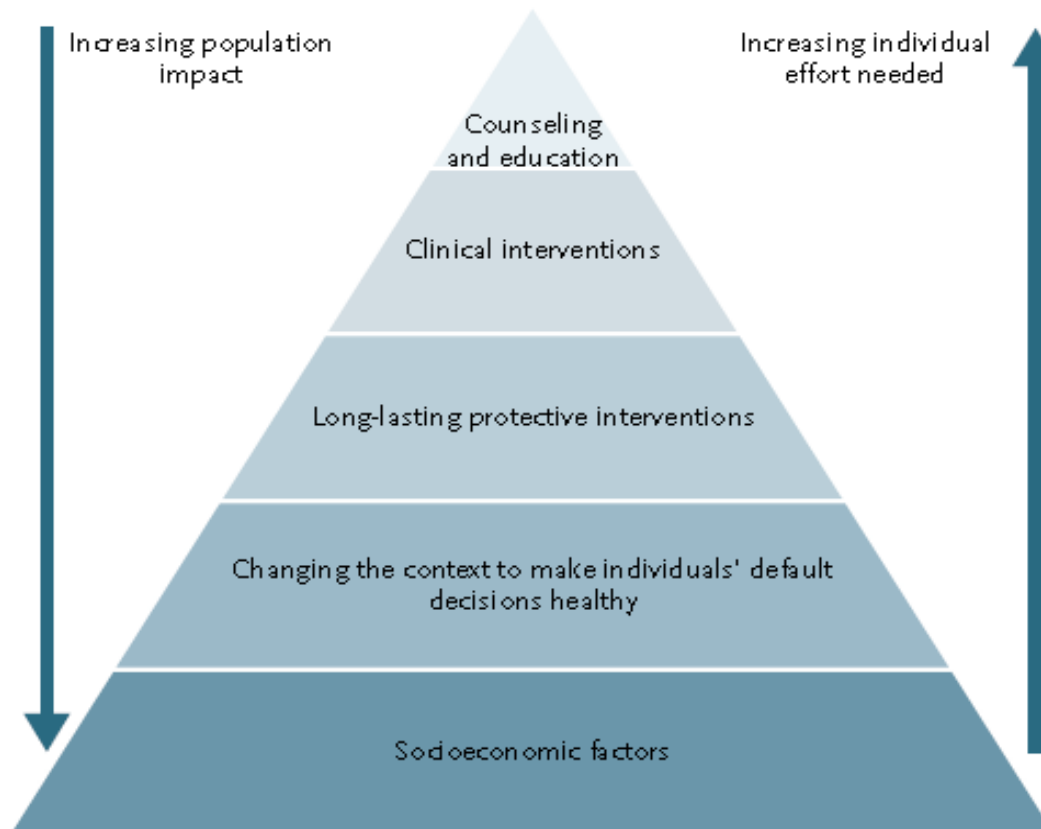 Increasing population
impact
Increasing individual
effort needed
Counseling
and education
Clinical interventions
Long-lasting protective interventions
Changing the context to make individuals' default
decisions healthy
Socioeconomic factors